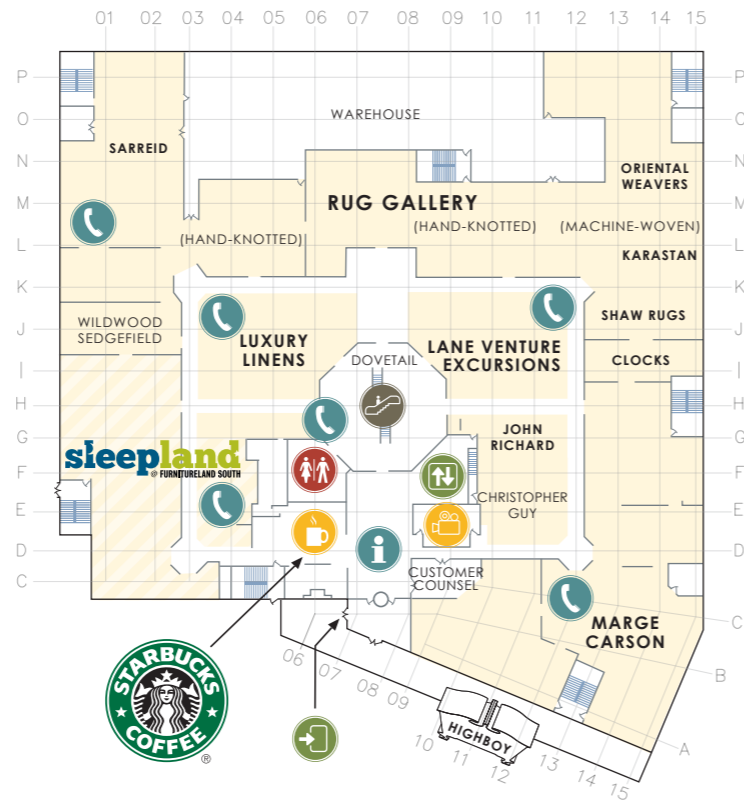 01 02 03 04 05 06 07 08 09 10 11 12 14 15 15
P P
O O
WAREHOUSE
SARREID
N N
ORIENTAL
WEAVERS
M M
RUG GALLERY
(HAND-KNOTTED)
(HAND-KNOTTED)
(MACHINE-WOVEN)
L L
KARASTAN
K K
WILDWOOD
SEDGEFIELD
SHAW RUGS
J J
LUXURY
LINENS
DOVETAIL
LANE VENTURE
EXCURSIONS
CLOCKS
I I
H H
JOHN
RICHARD
G G
sleepland
@ FURNITURELAND SOUTH
F F
CHRISTOPHER
GUY
E E
i
D D
CUSTOMER
COUNSEL
C
C
MARGE
CARSON
B
A
STARBUCKS
COFFEE
®
06 07 08 09
HIGHBOY
10 11 12 13 14 15